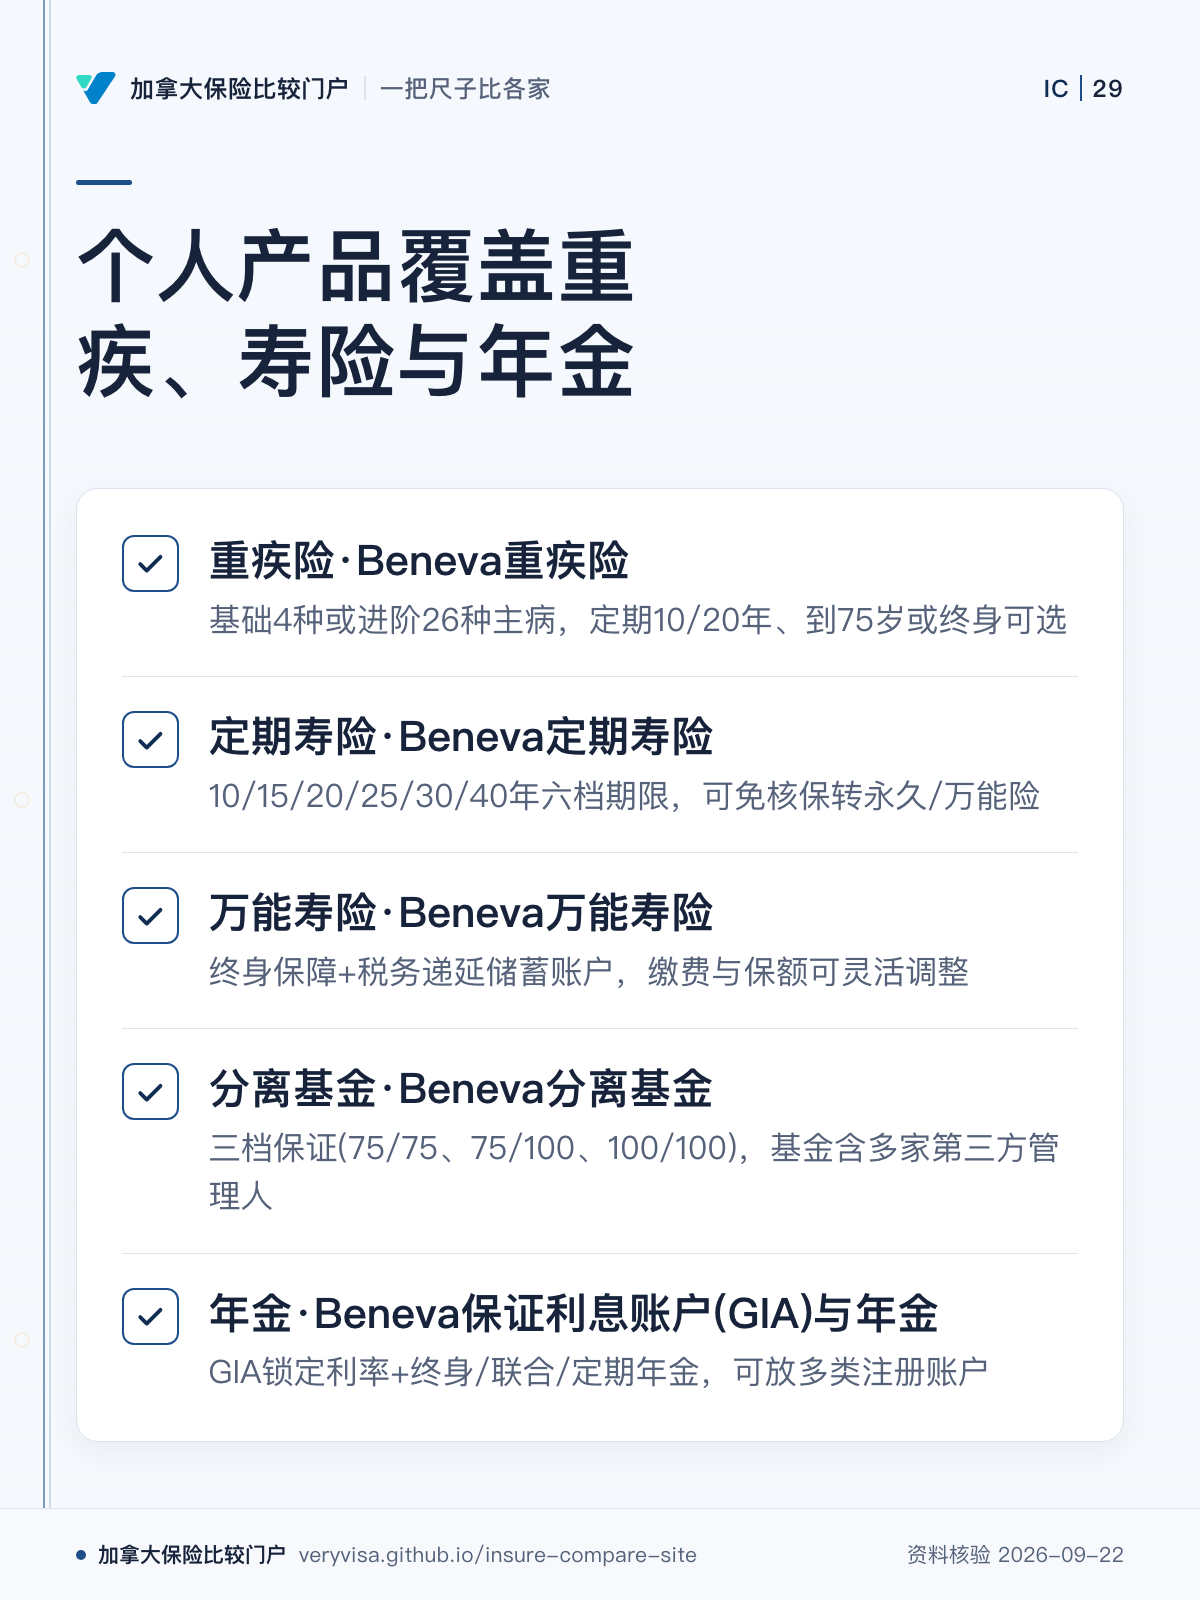 加拿大保险比较门户 一把尺子比各家
IC 29
个人产品覆盖重
疾、寿险与年金
重疾险·Beneva重疾险
基础4种或进阶26种主病，定期10/20年、到75岁或终身可选
定期寿险·Beneva定期寿险
10/15/20/25/30/40年六档期限，可免核保转永久/万能险
万能寿险·Beneva万能寿险
终身保障+税务递延储蓄账户，缴费与保额可灵活调整
分离基金·Beneva分离基金
三档保证(75/75、75/100、100/100)，基金含多家第三方管
理人
年金·Beneva保证利息账户(GIA)与年金
GIA锁定利率+终身/联合/定期年金，可放多类注册账户
加拿大保险比较门户 veryvisa.github.io/insure-compare-site
资料核验 2026-09-22